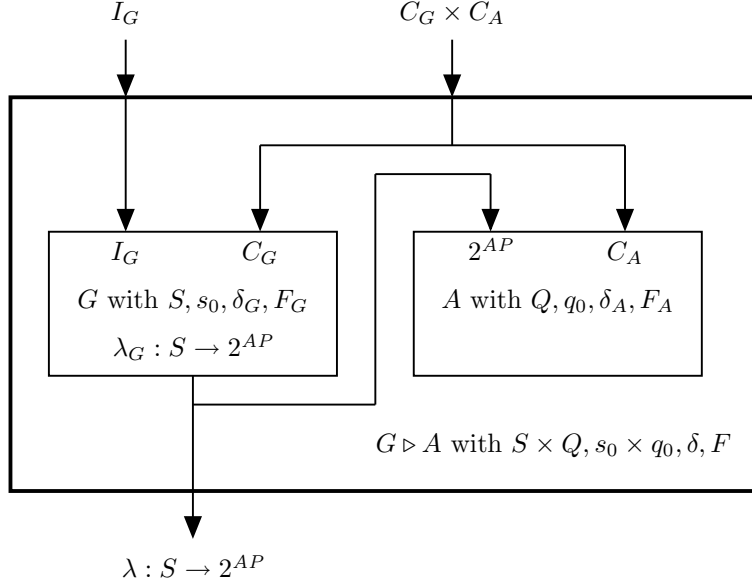 I_G C_G × C_A
I_G C_G 2^{AP} C_A
G with S, s_0, δ_G, F_G A with Q, q_0, δ_A, F_A
λ_G : S → 2^{AP}
G ▷ A with S × Q, s_0 × q_0, δ, F
λ : S → 2^{AP}